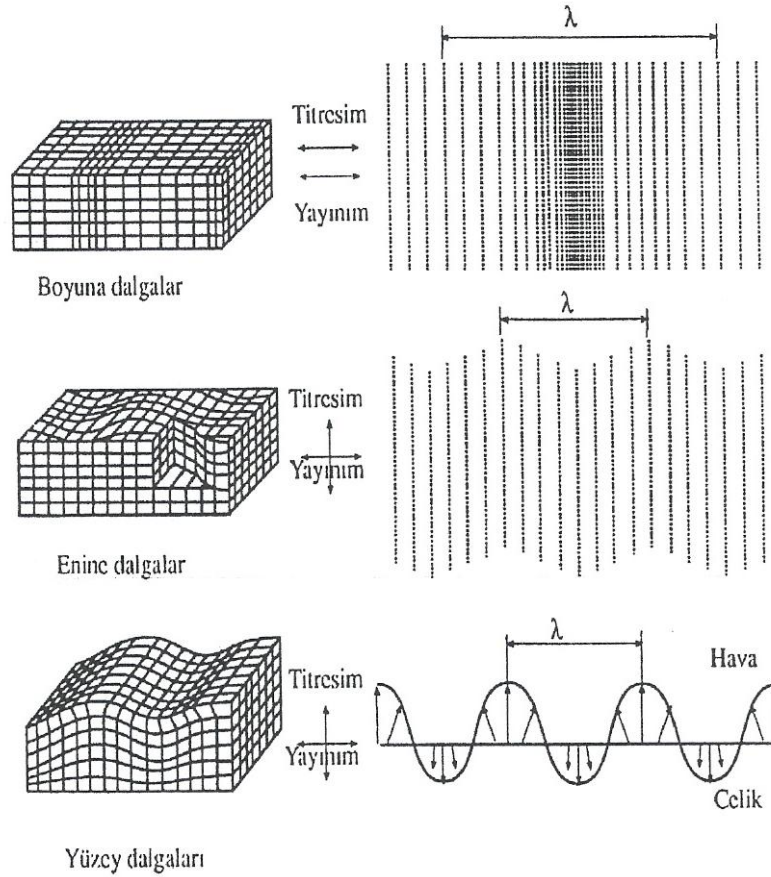 λ
Titresim
Yayınım
Boyuna dalgalar
λ
Titresim
Yayınım
Enine dalgalar
λ
Hava
Titresim
Yayınım
Celik
Yüzey dalgaları